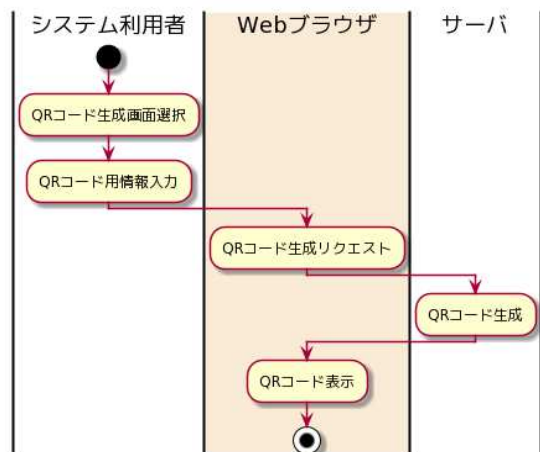 システム利用者
Webブラウザ
サーバ
QRコード生成画面選択
QRコード用情報入力
QRコード生成リクエスト
QRコード生成
QRコード表示